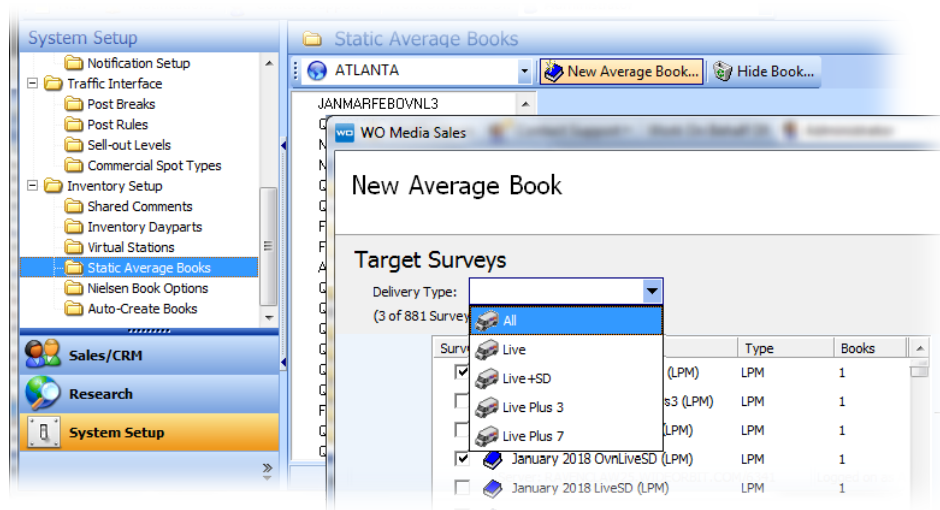 System Setup
Notification Setup
Traffic Interface
Post Breaks
Post Rules
Sell-out Levels
Commercial Spot Types
Inventory Setup
Shared Comments
Inventory Dayparts
Virtual Stations
Static Average Books
Nielsen Book Options
Auto-Create Books
Sales/CRM
Research
System Setup
Static Average Books
ATLANTA
New Average Book...
Hide Book...
JANMARFEBOVNL3
WO Media Sales
New Average Book
Target Surveys
Delivery Type:
(3 of 881 Survey
All
Live
Live+SD
Live Plus 3
Live Plus 7
Surv Type Books
(LPM) LPM 1
s3 (LPM) LPM 1
(LPM) LPM 1
January 2018 OvnLiveSD (LPM) LPM 1
January 2018 LiveSD (LPM) LPM 1